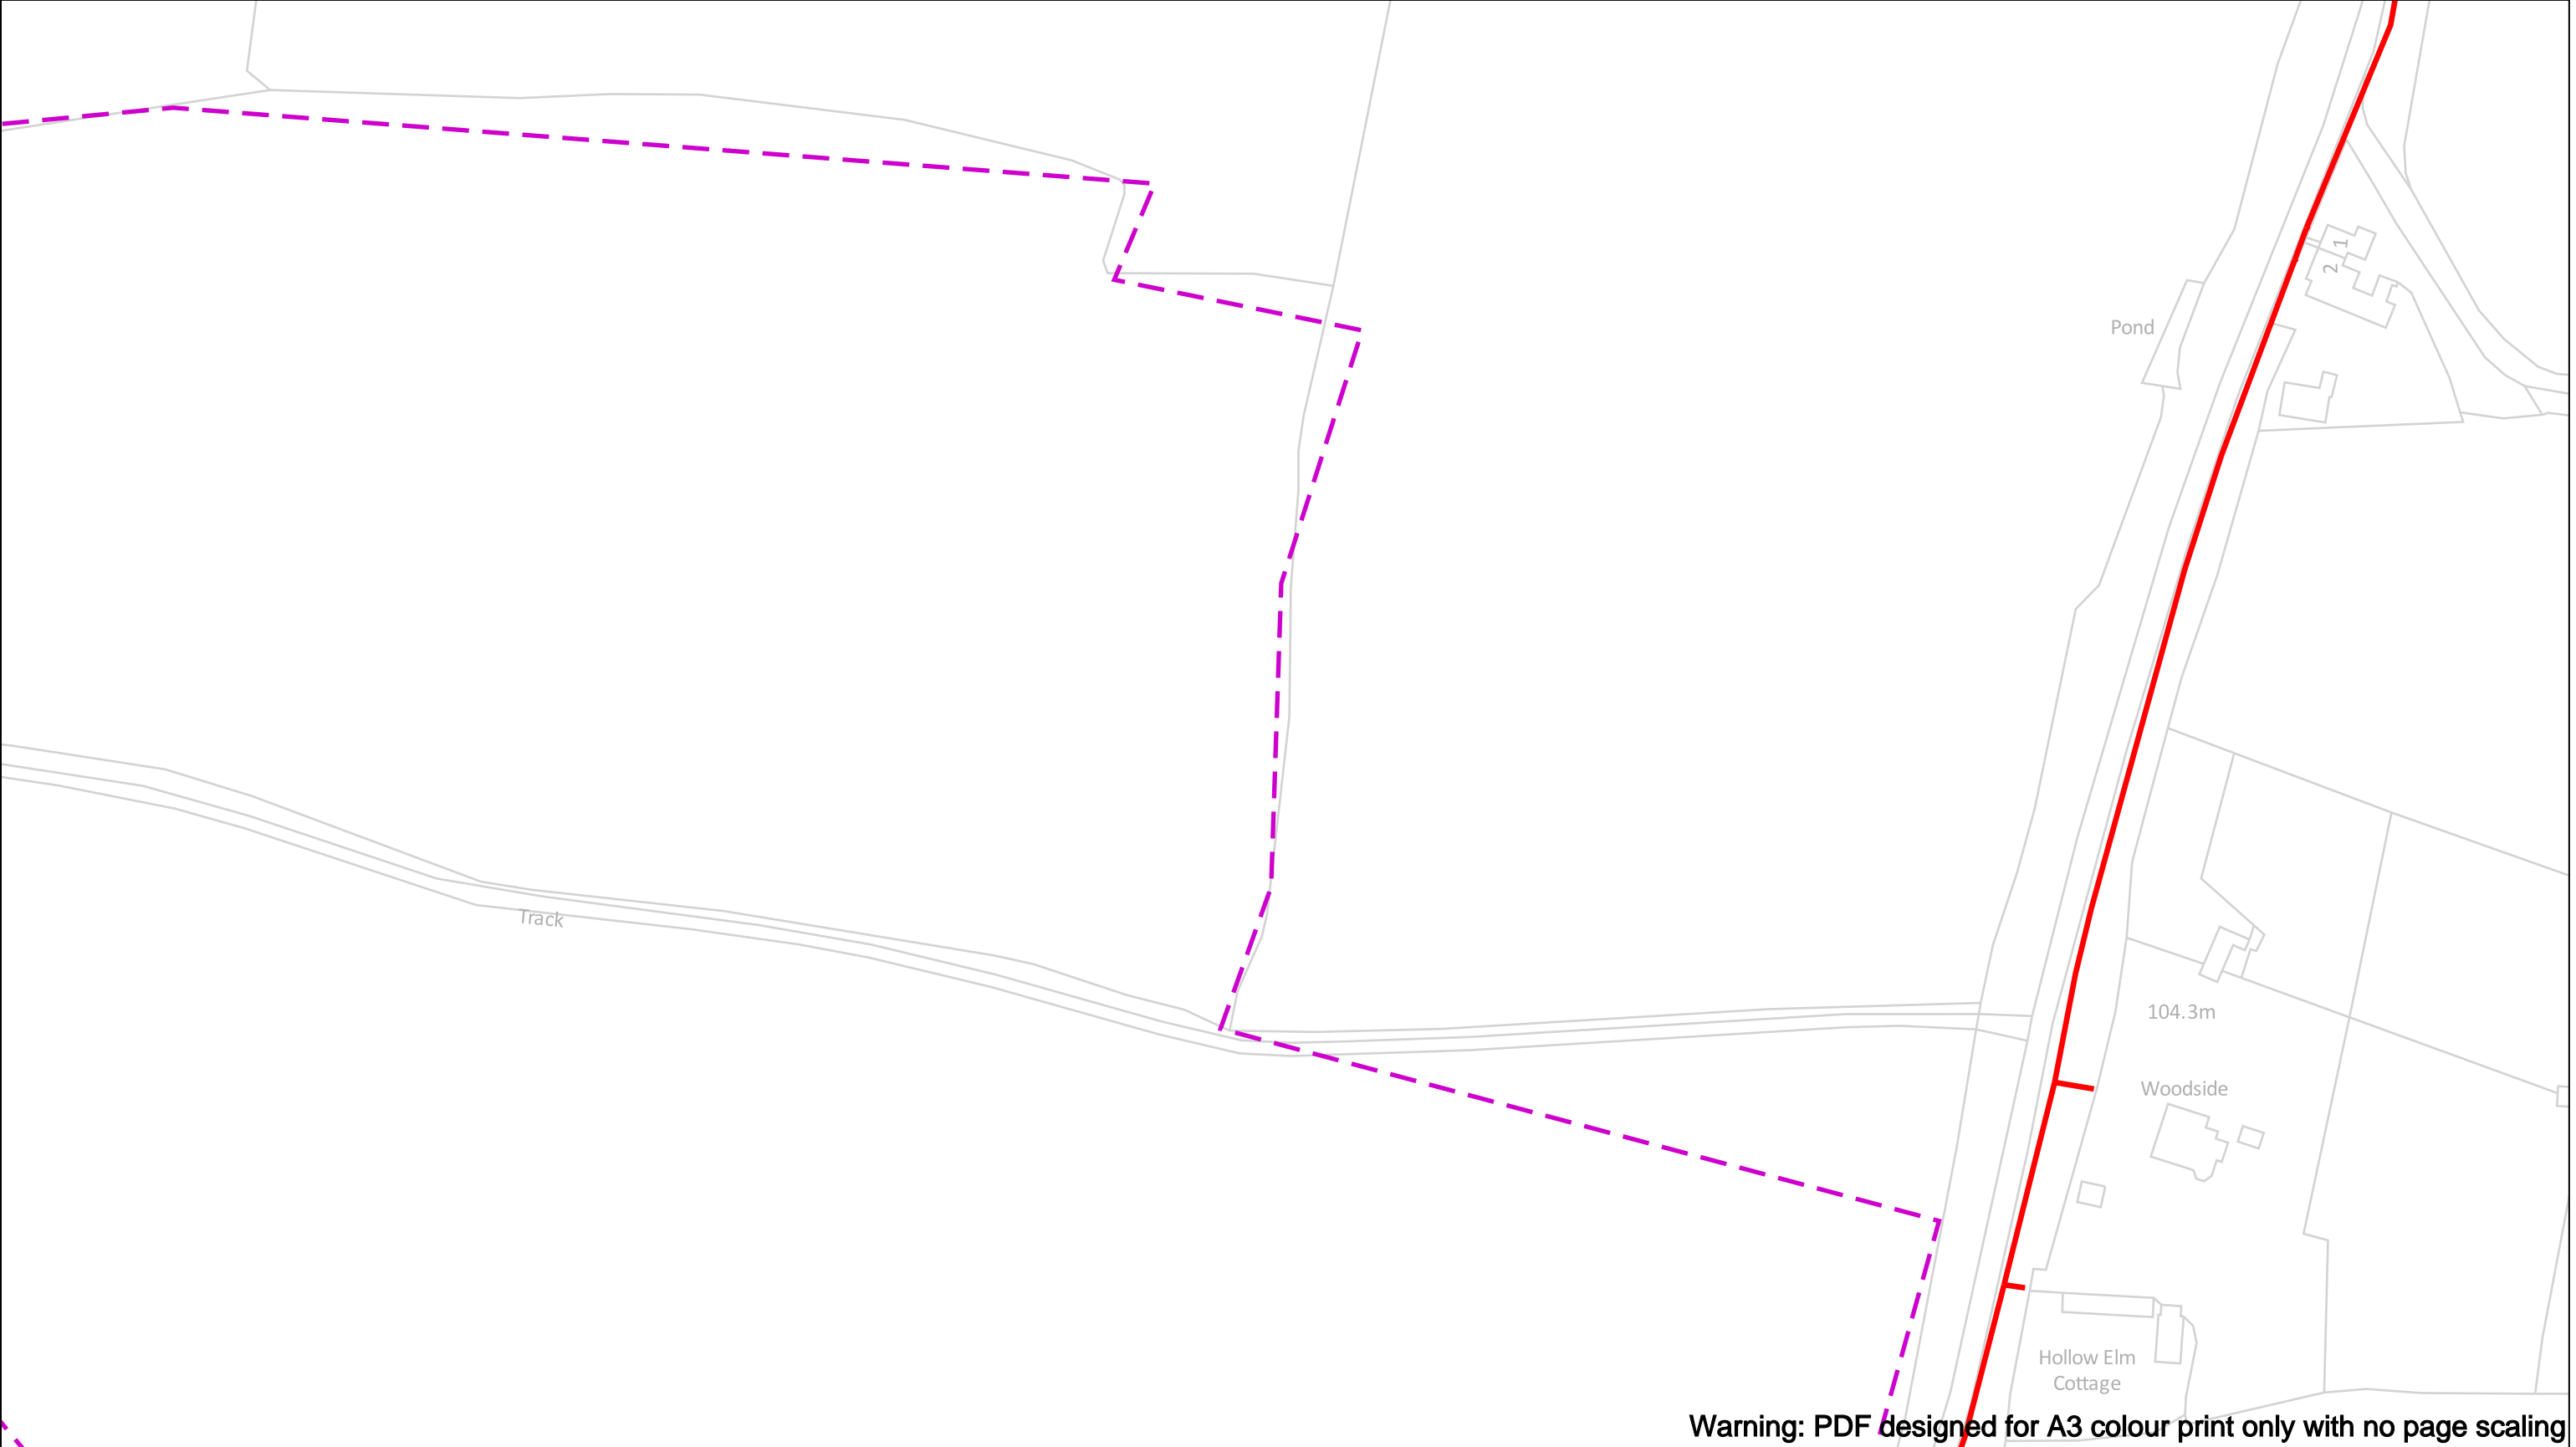 1
2
Pond
Track
104.3m
Woodside
Hollow Elm
Cottage
Warning: PDF designed for A3 colour print only with no page scaling